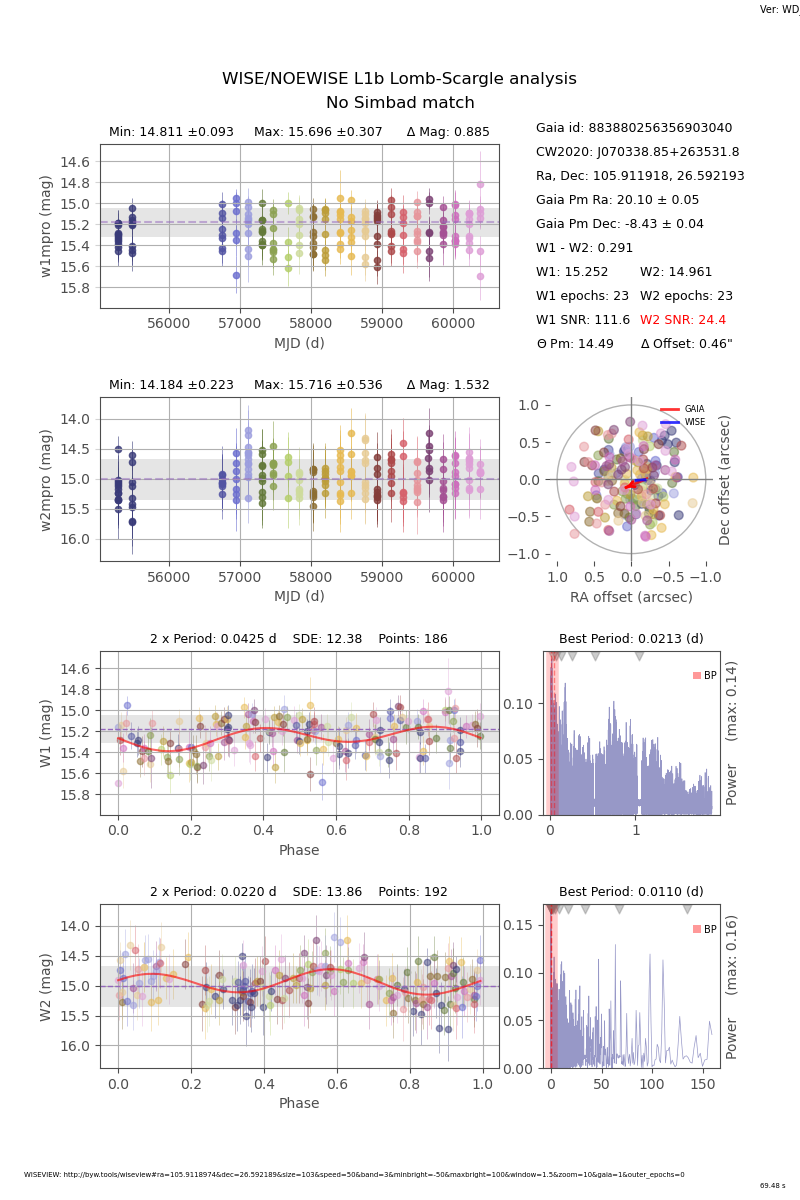 Ver: WD_
WISE/NOEWISE L1b Lomb-Scargle analysis
No Simbad match
Min: 14.811 ±0.093 Max: 15.696 ±0.307 Δ Mag: 0.885
14.6
14.8
15.0
15.2
15.4
15.6
15.8
w1mpro (mag)
56000 57000 58000 59000 60000
MJD (d)
Gaia id: 883880256356903040
CW2020: J070338.85+263531.8
Ra, Dec: 105.911918, 26.592193
Gaia Pm Ra: 20.10 ± 0.05
Gaia Pm Dec: -8.43 ± 0.04
W1 - W2: 0.291
W1: 15.252 W2: 14.961
W1 epochs: 23 W2 epochs: 23
W1 SNR: 111.6 W2 SNR: 24.4
Θ Pm: 14.49 Δ Offset: 0.46"
Min: 14.184 ±0.223 Max: 15.716 ±0.536 Δ Mag: 1.532
14.0
14.5
15.0
15.5
16.0
w2mpro (mag)
56000 57000 58000 59000 60000
MJD (d)
GAIA
WISE
1.0
0.5
0.0
−0.5
−1.0
1.0 0.5 0.0 −0.5 −1.0
RA offset (arcsec)
Dec offset (arcsec)
2 x Period: 0.0425 d SDE: 12.38 Points: 186
14.6
14.8
15.0
15.2
15.4
15.6
15.8
W1 (mag)
0.0 0.2 0.4 0.6 0.8 1.0
Phase
Best Period: 0.0213 (d)
BP
0.10
0.05
0.00
0 1
Power (max: 0.14)
2 x Period: 0.0220 d SDE: 13.86 Points: 192
14.0
14.5
15.0
15.5
16.0
W2 (mag)
0.0 0.2 0.4 0.6 0.8 1.0
Phase
Best Period: 0.0110 (d)
BP
0.15
0.10
0.05
0.00
0 50 100 150
Power (max: 0.16)
WISEVIEW: http://byw.tools/wiseview#ra=105.9118974&dec=26.592189&size=103&speed=50&band=3&minbright=-50&maxbright=100&window=1.5&zoom=10&gaia=1&outer_epochs=0
69.48 s